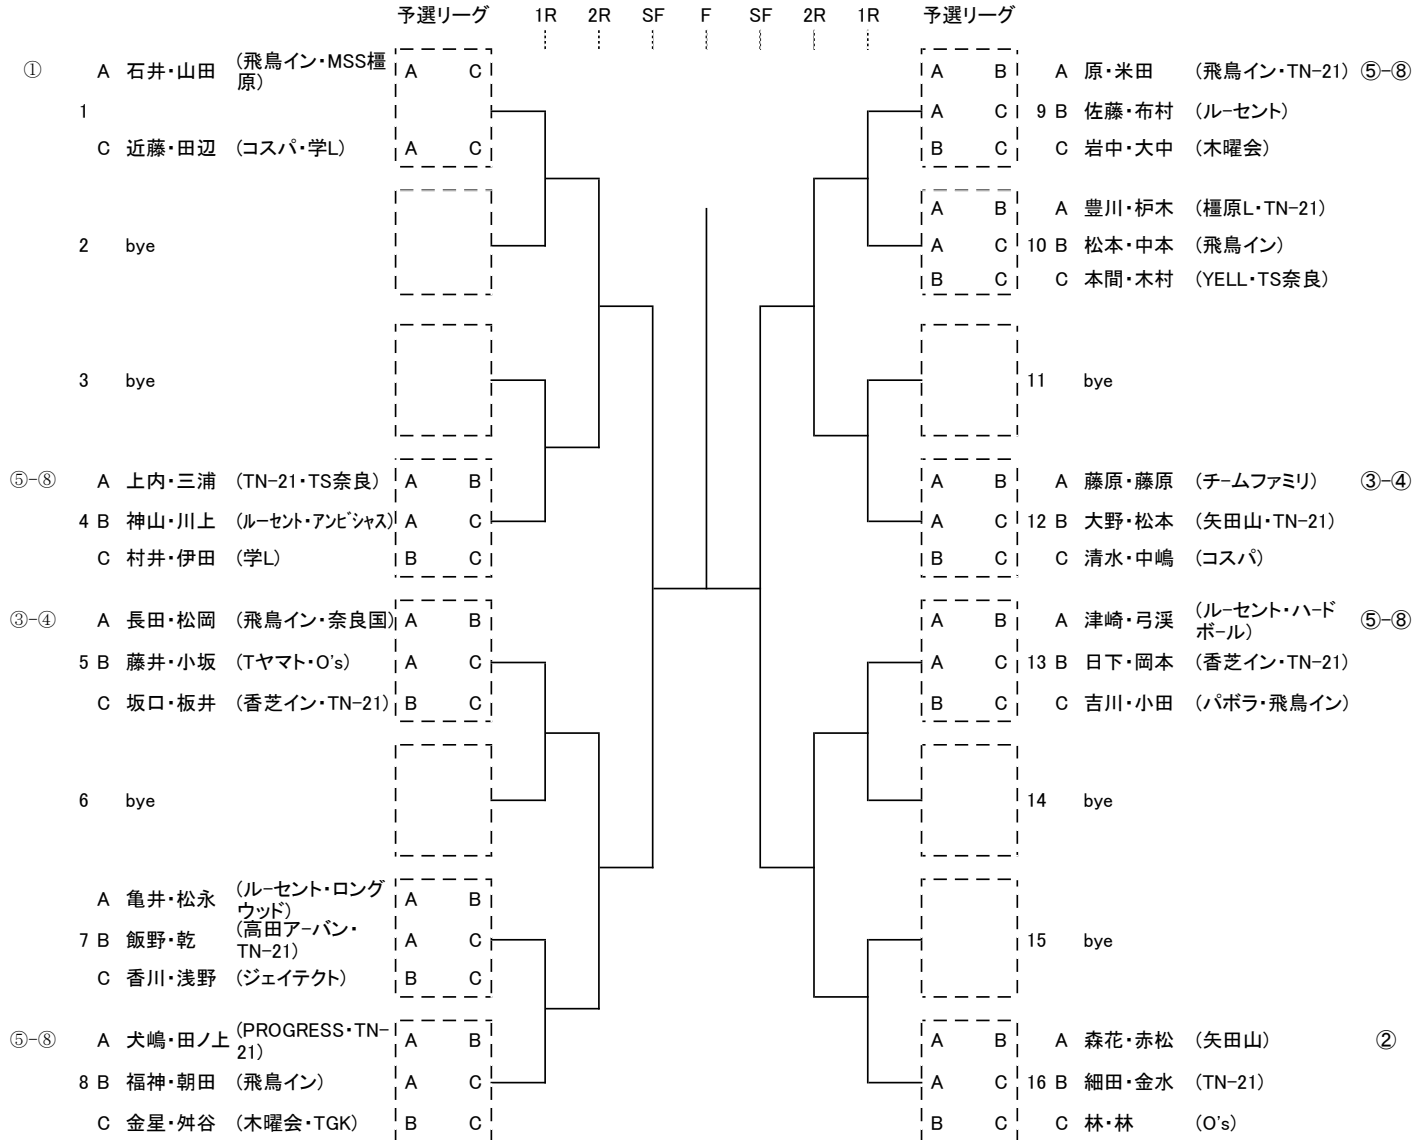 予選リーグ 1R 2R SF F SF 2R 1R 予選リーグ
① A 石井・山田 (飛鳥イン・MSS橿原) A C
1
C 近藤・田辺 (コスパ・学L) A C
2 bye
3 bye
⑤-⑧ A 上内・三浦 (TN-21・TS奈良) A B
4 B 神山・川上 (ルーセント・アンビシャス) A C
C 村井・伊田 (学L) B C
③-④ A 長田・松岡 (飛鳥イン・奈良国) A B
5 B 藤井・小坂 (Tヤマト・O's) A C
C 坂口・板井 (香芝イン・TN-21) B C
6 bye
A 亀井・松永 (ルーセント・ロングウッド) A B
7 B 飯野・乾 (高田アーバン・TN-21) A C
C 香川・浅野 (ジェイテクト) B C
⑤-⑧ A 犬嶋・田ノ上 (PROGRESS・TN-21) A B
8 B 福神・朝田 (飛鳥イン) A C
C 金星・舛谷 (木曜会・TGK) B C
A B A 原・米田 (飛鳥イン・TN-21) ⑤-⑧
A C 9 B 佐藤・布村 (ルーセント)
B C C 岩中・大中 (木曜会)
A B A 豊川・枦木 (橿原L・TN-21)
A C 10 B 松本・中本 (飛鳥イン)
B C C 本間・木村 (YELL・TS奈良)
11 bye
A B A 藤原・藤原 (チームファミリ) ③-④
A C 12 B 大野・松本 (矢田山・TN-21)
B C C 清水・中嶋 (コスパ)
A B A 津崎・弓渓 (ルーセント・ハードボール) ⑤-⑧
A C 13 B 日下・岡本 (香芝イン・TN-21)
B C C 吉川・小田 (パボラ・飛鳥イン)
14 bye
15 bye
A B A 森花・赤松 (矢田山) ②
A C 16 B 細田・金水 (TN-21)
B C C 林・林 (O's)